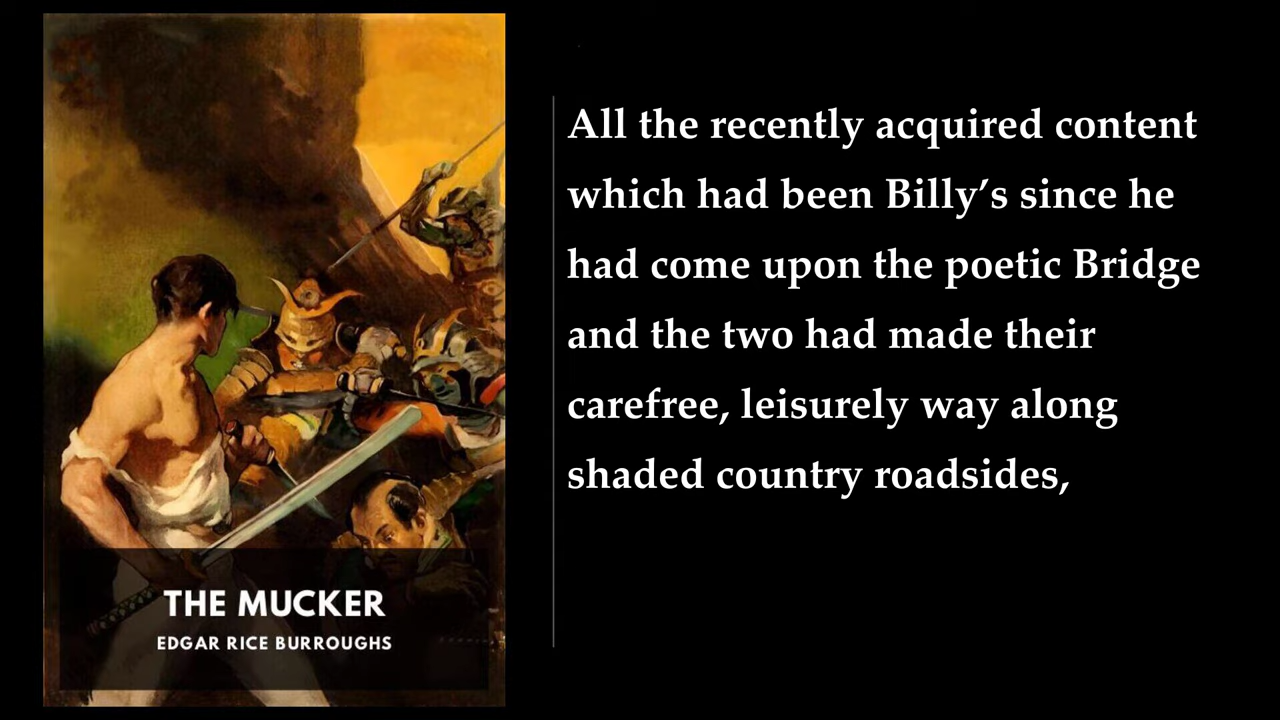 THE MUCKER
EDGAR RICE BURROUGHS
All the recently acquired content
which had been Billy’s since he
had come upon the poetic Bridge
and the two had made their
carefree, leisurely way along
shaded country roadsides,